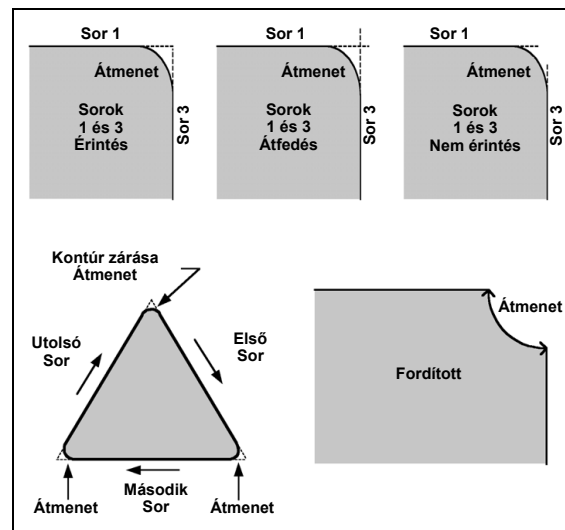 Sor 1
Átmenet
Sorok
1 és 3
Érintés
Sor 3
Sor 1
Átmenet
Sorok
1 és 3
Átfedés
Sor 3
Sor 1
Átmenet
Sorok
1 és 3
Nem érintés
Sor 3
Kontúr zárása
Átmenet
Utolsó
Sor
Első
Sor
Átmenet
Második
Sor
Átmenet
Átmenet
Fordított